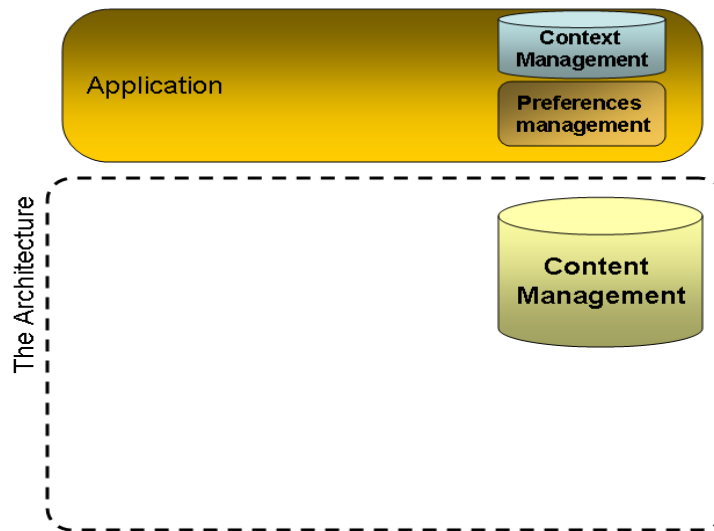 Context
Management
Application
Preferences
management
The Architecture
Content
Management